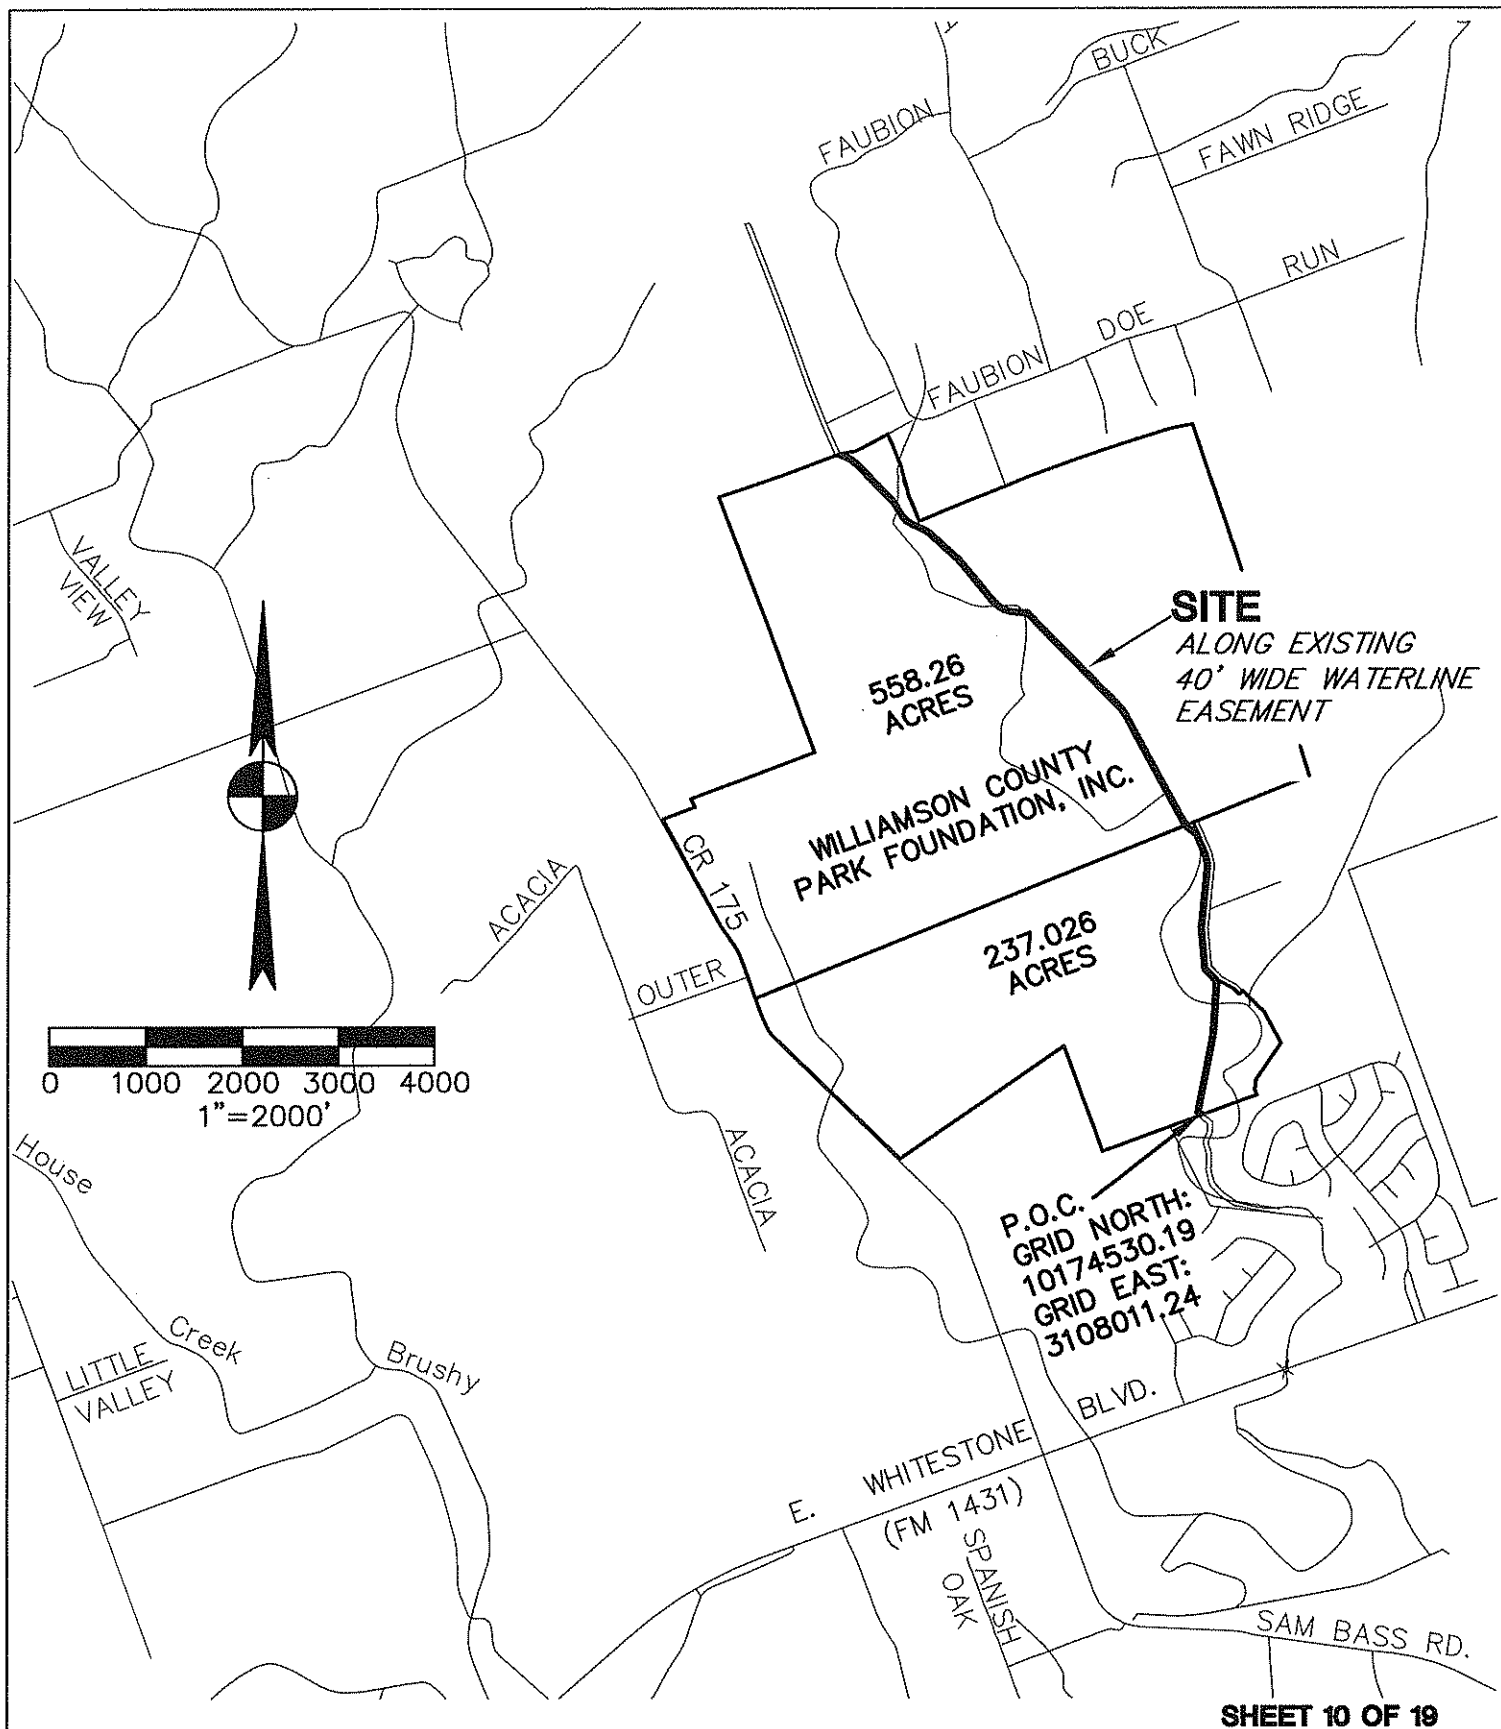 BUCK
FAUBION
FAWN RIDGE
RUN
DOE
FAUBION
VALLEY
VIEW
SITE
ALONG EXISTING
40' WIDE WATERLINE
EASEMENT
558.26
ACRES
WILLIAMSON COUNTY
PARK FOUNDATION, INC.
CR 175
ACACIA
OUTER
237.026
ACRES
0 1000 2000 3000 4000
1"=2000'
ACACIA
House
Creek
Brushy
LITTLE
VALLEY
P.O.C.
GRID NORTH:
10174530.19
GRID EAST:
3108011.24
E. WHITESTONE BLVD.
(FM 1431)
SPANISH
OAK
SAM BASS RD.
SHEET 10 OF 19